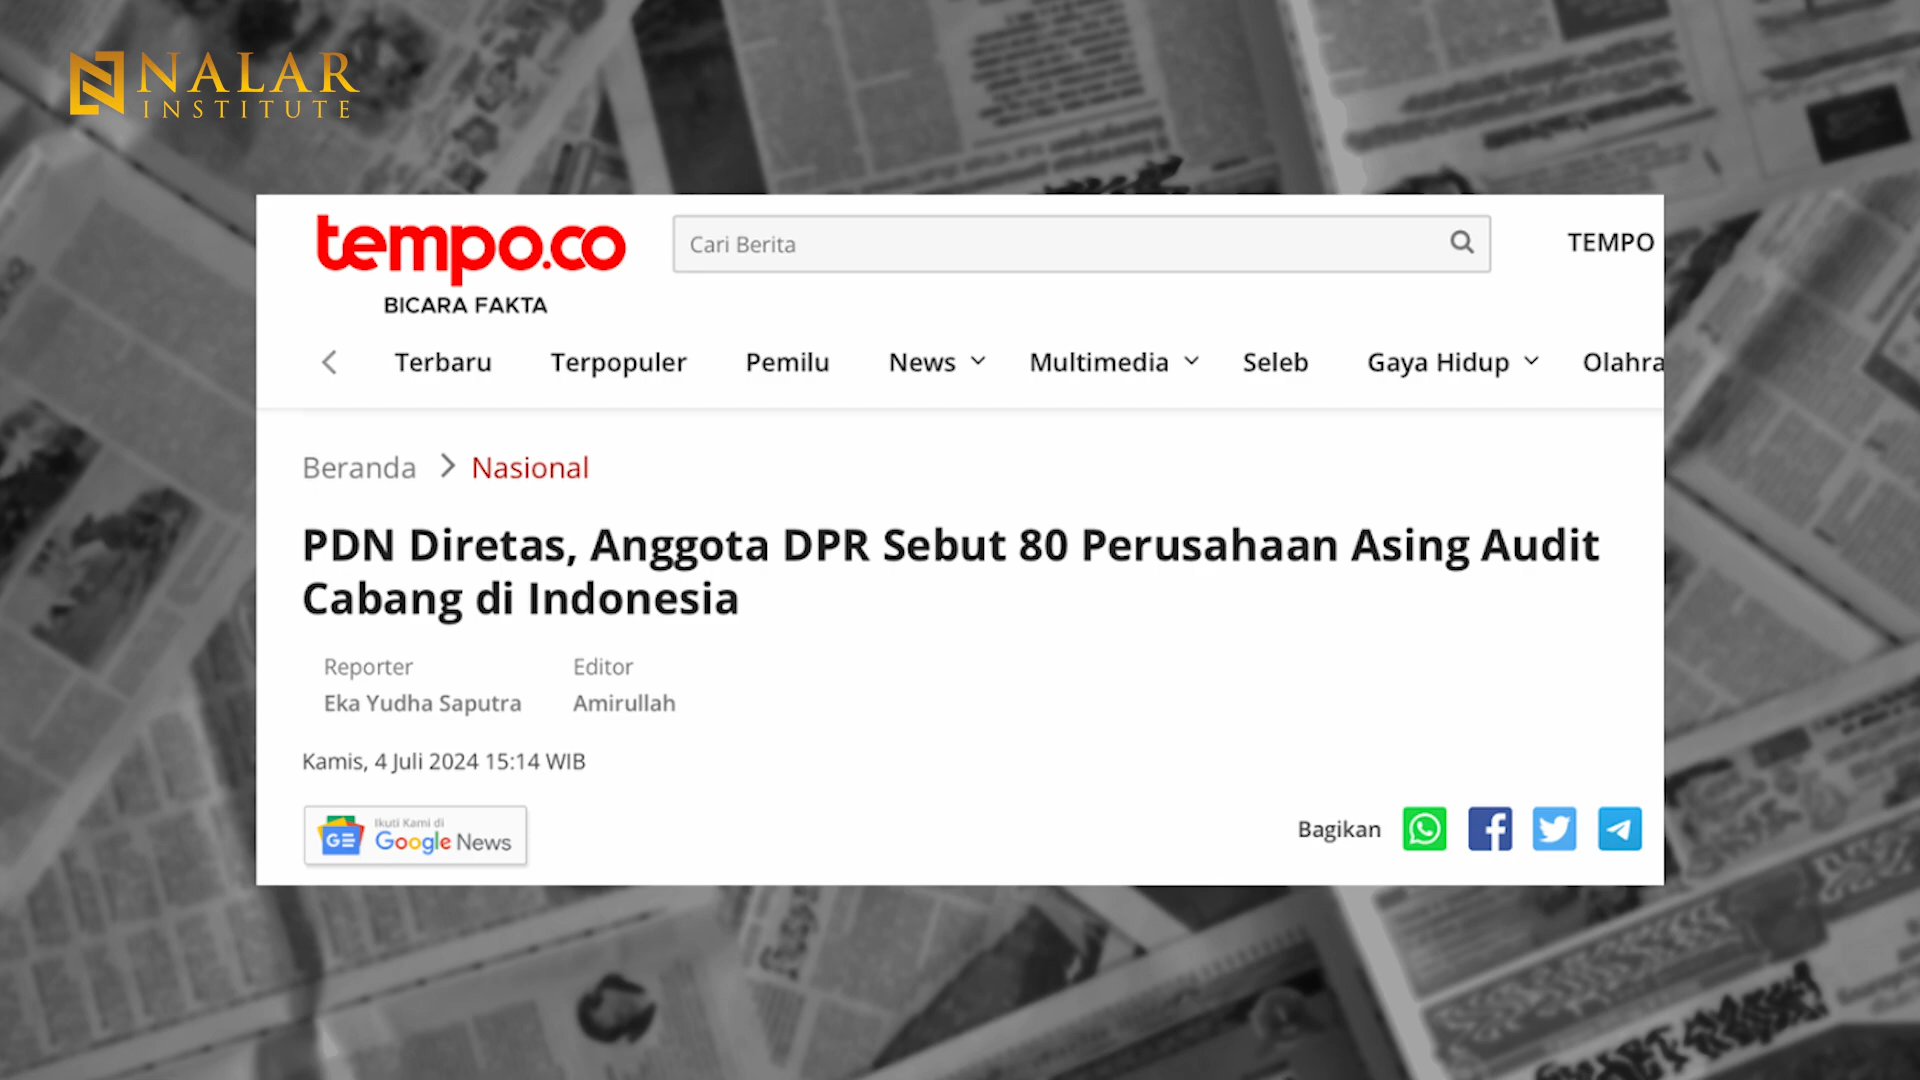 NALAR
INSTITUTE
tempo.co
Cari Berita
TEMPO
BICARA FAKTA
Terbaru Terpopuler Pemilu News Multimedia Seleb Gaya Hidup Olahra
Beranda > Nasional
PDN Diretas, Anggota DPR Sebut 80 Perusahaan Asing Audit
Cabang di Indonesia
Reporter Editor
Eka Yudha Saputra Amirullah
Kamis, 4 Juli 2024 15:14 WIB
GE Ikuti Kami di
Google News
Bagikan